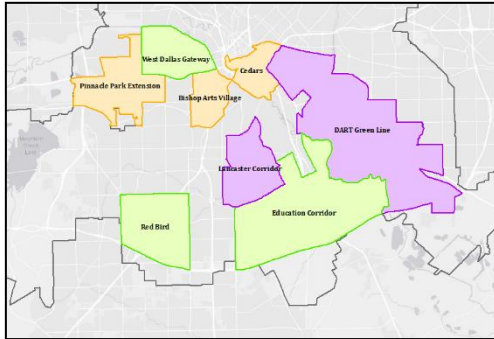 West Dallas Gateway
Cedars
Pinnacle Park Extension
Bishop Arts Village
DART Green Line
Lancaster Corridor
Education Corridor
Red Bird